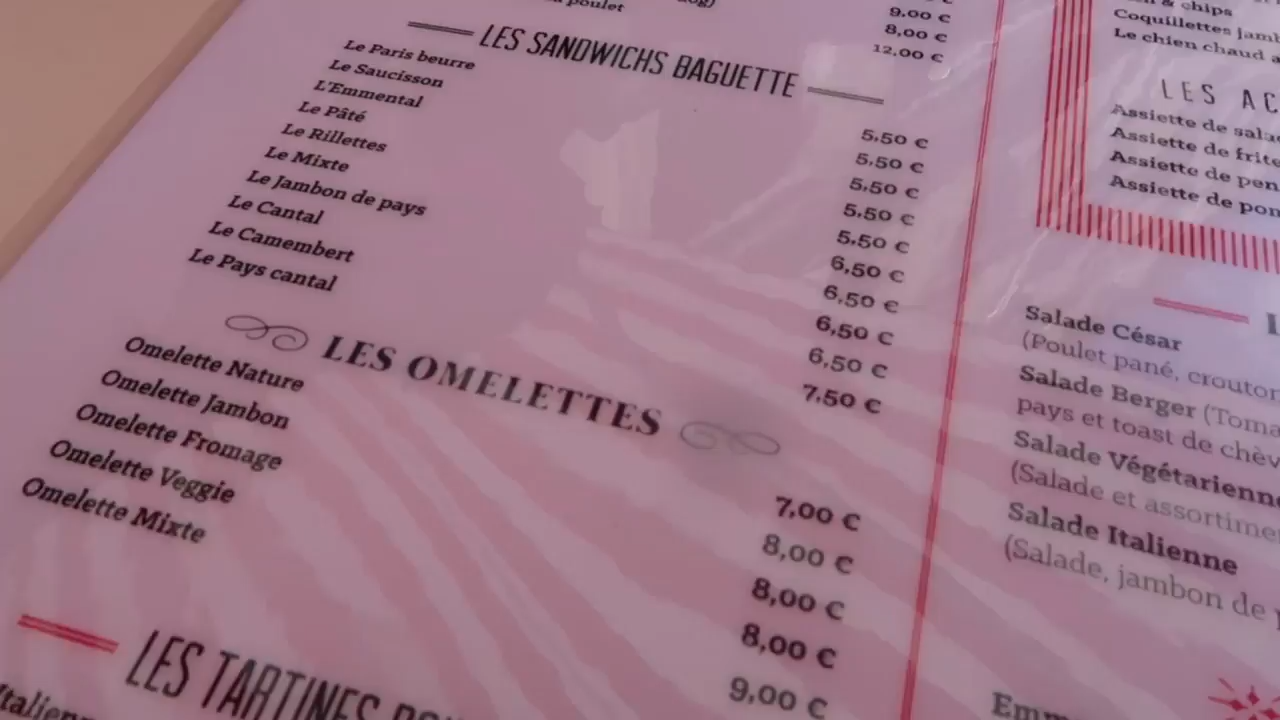 poulet
9.00 €
8,00 €
12,00 €
LES SANDWICHS BAGUETTE
Le Paris beurre 5,50 €
Le Saucisson 5,50 €
L'Emmental 5,50 €
Le Pâté 5,50 €
Le Rillettes 5,50 €
Le Mixte 6,50 €
Le Jambon de pays 6,50 €
Le Cantal 6,50 €
Le Camembert 6,50 €
Le Pays cantal 7,50 €
LES OMELETTES
Omelette Nature 7,00 €
Omelette Jambon 8,00 €
Omelette Fromage 8,00 €
Omelette Veggie 8,00 €
Omelette Mixte 9,00 €
LES TARTINES
& chips
Coquillettes jamb
Le chien chaud a
LES AC
Assiette de sala
Assiette de frite
Assiette de pen
Assiette de pom
Salade César
(Poulet pané, crouton
Salade Berger (Toma
pays et toast de chèv
Salade Végétarienne
(Salade et assortime
Salade Italienne
(Salade, jambon de